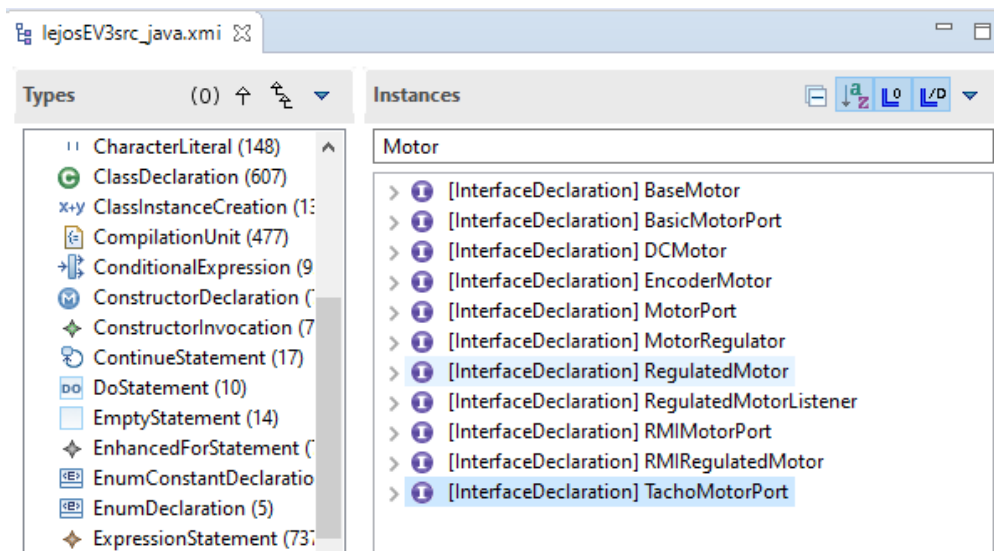 lejosEV3src_java.xmi
Types (0)
CharacterLiteral (148)
ClassDeclaration (607)
x+y ClassInstanceCreation (13
CompilationUnit (477)
ConditionalExpression (9
ConstructorDeclaration (
ConstructorInvocation (7
ContinueStatement (17)
DO DoStatement (10)
EmptyStatement (14)
EnhancedForStatement (
EnumConstantDeclaratio
EnumDeclaration (5)
ExpressionStatement (737
Instances
Motor
[InterfaceDeclaration] BaseMotor
[InterfaceDeclaration] BasicMotorPort
[InterfaceDeclaration] DCMotor
[InterfaceDeclaration] EncoderMotor
[InterfaceDeclaration] MotorPort
[InterfaceDeclaration] MotorRegulator
[InterfaceDeclaration] RegulatedMotor
[InterfaceDeclaration] RegulatedMotorListener
[InterfaceDeclaration] RMIMotorPort
[InterfaceDeclaration] RMIRegulatedMotor
[InterfaceDeclaration] TachoMotorPort